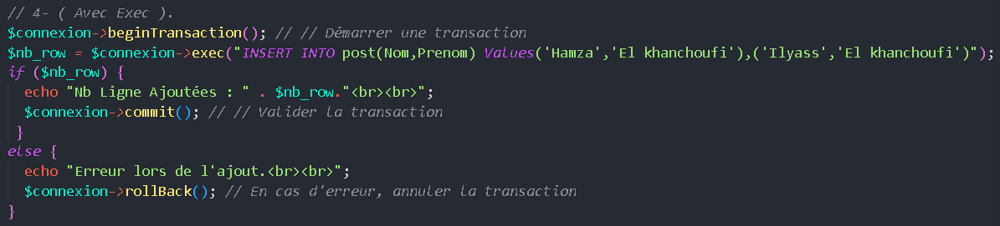 // 4- ( Avec Exec ).
$connexion->beginTransaction(); // // Démarrer une transaction
$nb_row = $connexion->exec("INSERT INTO post(Nom,Prenom) Values('Hamza','El khanchoufi'),('Ilyass','El khanchoufi')");
if ($nb_row) {
  echo "Nb Ligne Ajoutées : " . $nb_row."<br><br>";
  $connexion->commit(); // // Valider la transaction
 }
else {
  echo "Erreur lors de l'ajout.<br><br>";
  $connexion->rollBack(); // En cas d'erreur, annuler la transaction
}